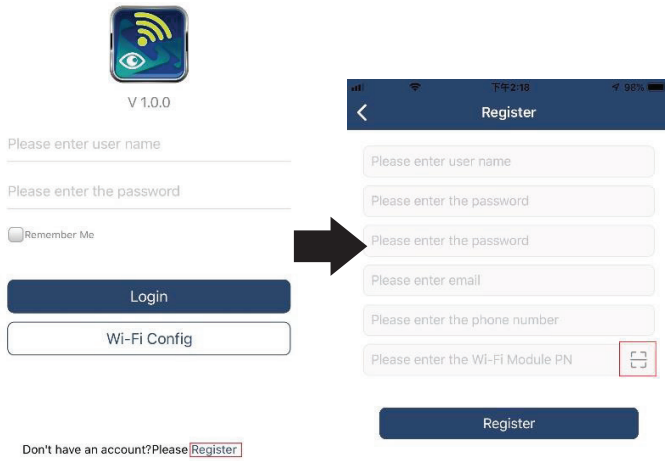 V 1.0.0
Please enter user name
Please enter the password
Remember Me
Login
Wi-Fi Config
Don't have an account?Please Register
下午2:18
98%
Register
Please enter user name
Please enter the password
Please enter the password
Please enter email
Please enter the phone number
Please enter the Wi-Fi Module PN
Register